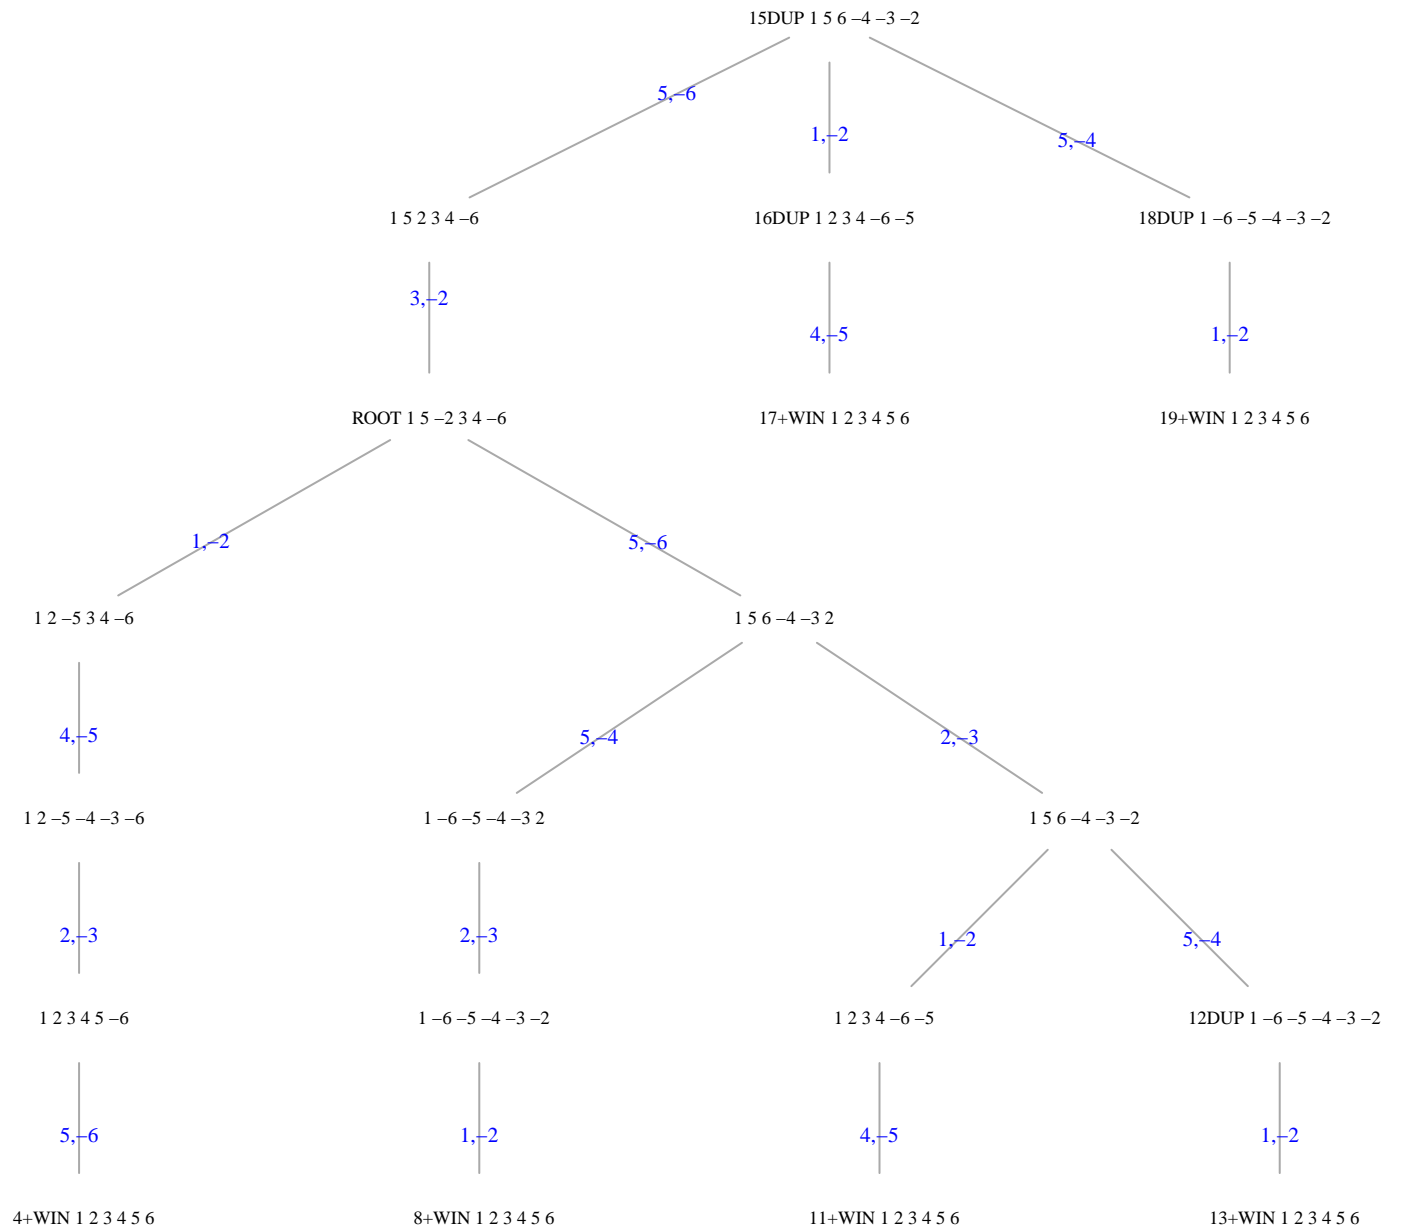 15DUP 1 5 6 –4 –3 –2
5,–6
1,–2
5,–4
1 5 2 3 4 –6
16DUP 1 2 3 4 –6 –5
18DUP 1 –6 –5 –4 –3 –2
3,–2
4,–5
1,–2
ROOT 1 5 –2 3 4 –6
17+WIN 1 2 3 4 5 6
19+WIN 1 2 3 4 5 6
1,–2
5,–6
1 2 –5 3 4 –6
1 5 6 –4 –3 2
4,–5
5,–4
2,–3
1 2 –5 –4 –3 –6
1 –6 –5 –4 –3 2
1 5 6 –4 –3 –2
2,–3
2,–3
1,–2
5,–4
1 2 3 4 5 –6
1 –6 –5 –4 –3 –2
1 2 3 4 –6 –5
12DUP 1 –6 –5 –4 –3 –2
5,–6
1,–2
4,–5
1,–2
4+WIN 1 2 3 4 5 6
8+WIN 1 2 3 4 5 6
11+WIN 1 2 3 4 5 6
13+WIN 1 2 3 4 5 6